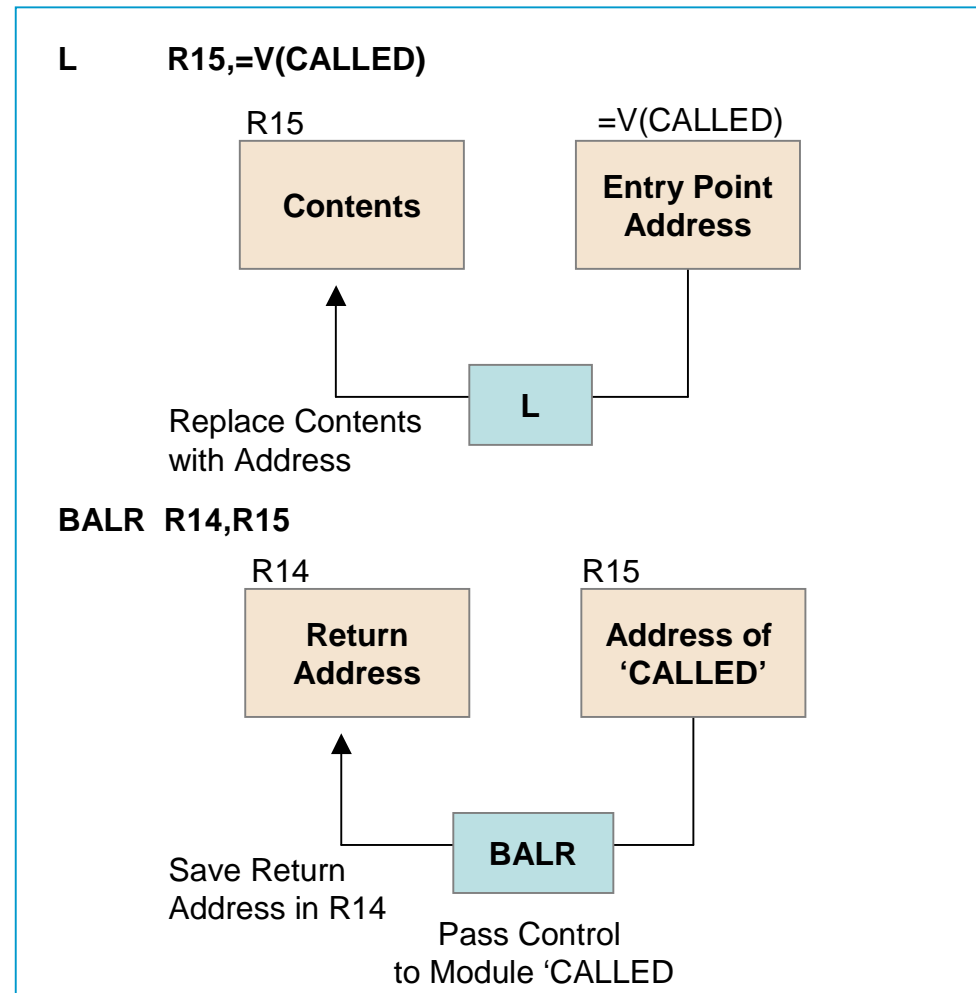 L R15,=V(CALLED)
R15
=V(CALLED)
Contents
Entry Point
Address
L
Replace Contents
with Address
BALR R14,R15
R14
R15
Return
Address
Address of
‘CALLED’
BALR
Save Return
Address in R14
Pass Control
to Module ‘CALLED